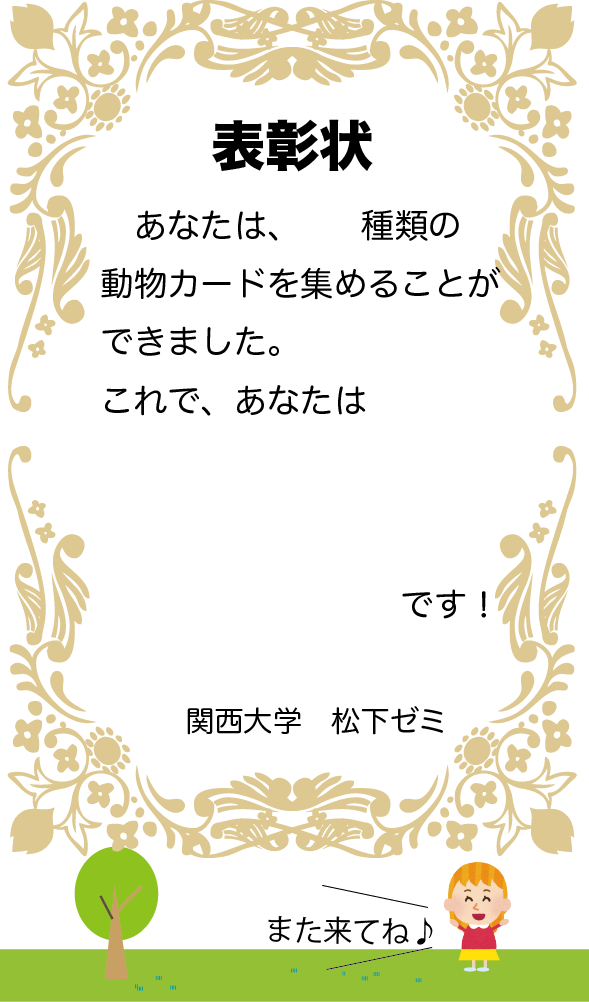 表彰状
あなたは、　　種類の
動物カードを集めることが
できました。
これで、あなたは
です！
関西大学　松下ゼミ
また来てね♪